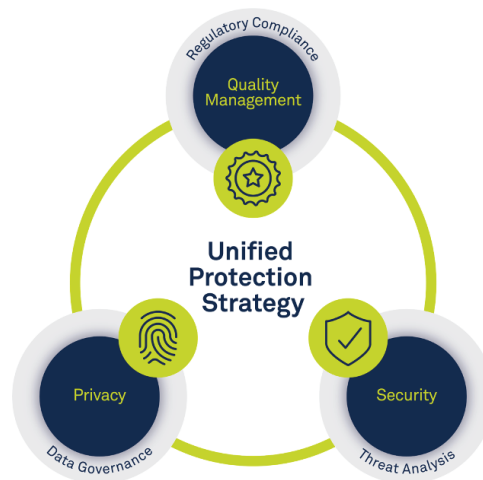 Regulatory Compliance
Quality
Management
Unified
Protection
Strategy
Privacy
Data Governance
Security
Threat Analysis